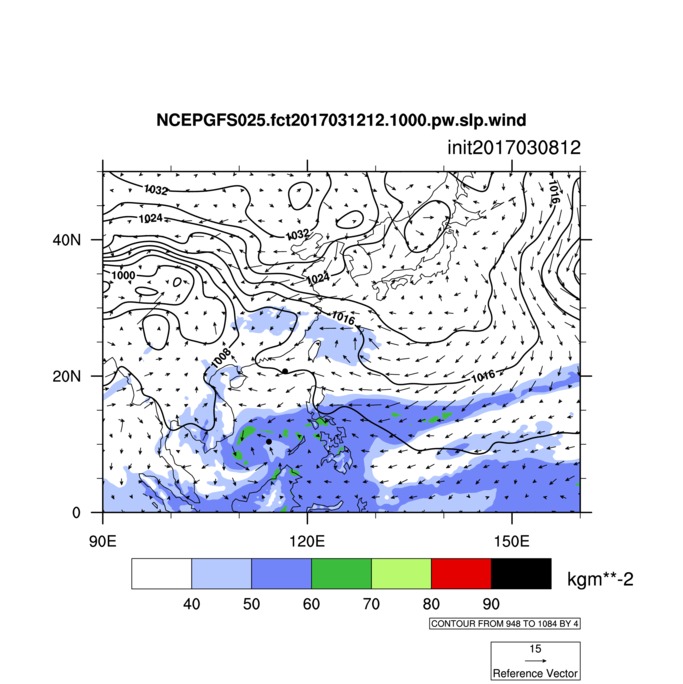 NCEPGFS025.fct2017031212.1000.pw.slp.wind
init2017030812
1032
1024
1032
1016
40N
1024
1000
1016
1008
20N
1016
0
90E 120E 150E
kgm**-2
40 50 60 70 80 90
CONTOUR FROM 948 TO 1084 BY 4
15
Reference Vector